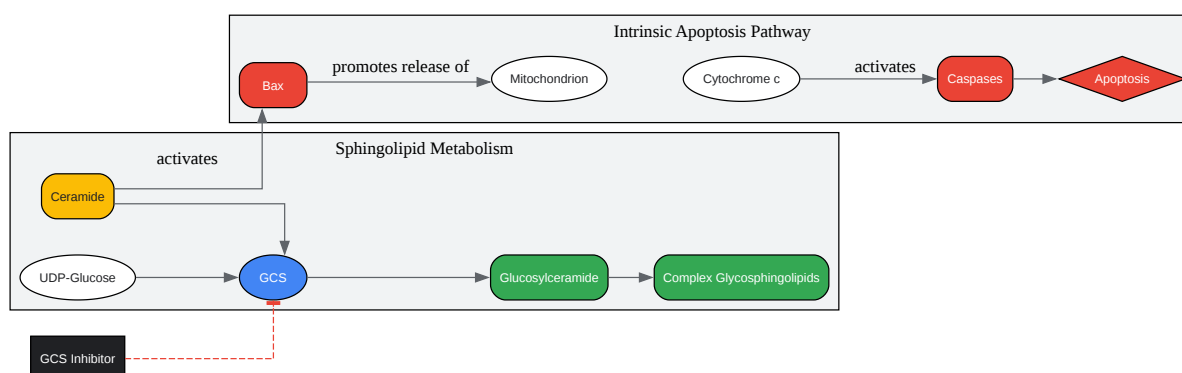 Intrinsic Apoptosis Pathway
Bax
promotes release of
Mitochondrion
Cytochrome c
activates
Caspases
Apoptosis
Sphingolipid Metabolism
activates
Ceramide
UDP-Glucose
GCS
Glucosylceramide
Complex Glycosphingolipids
GCS Inhibitor